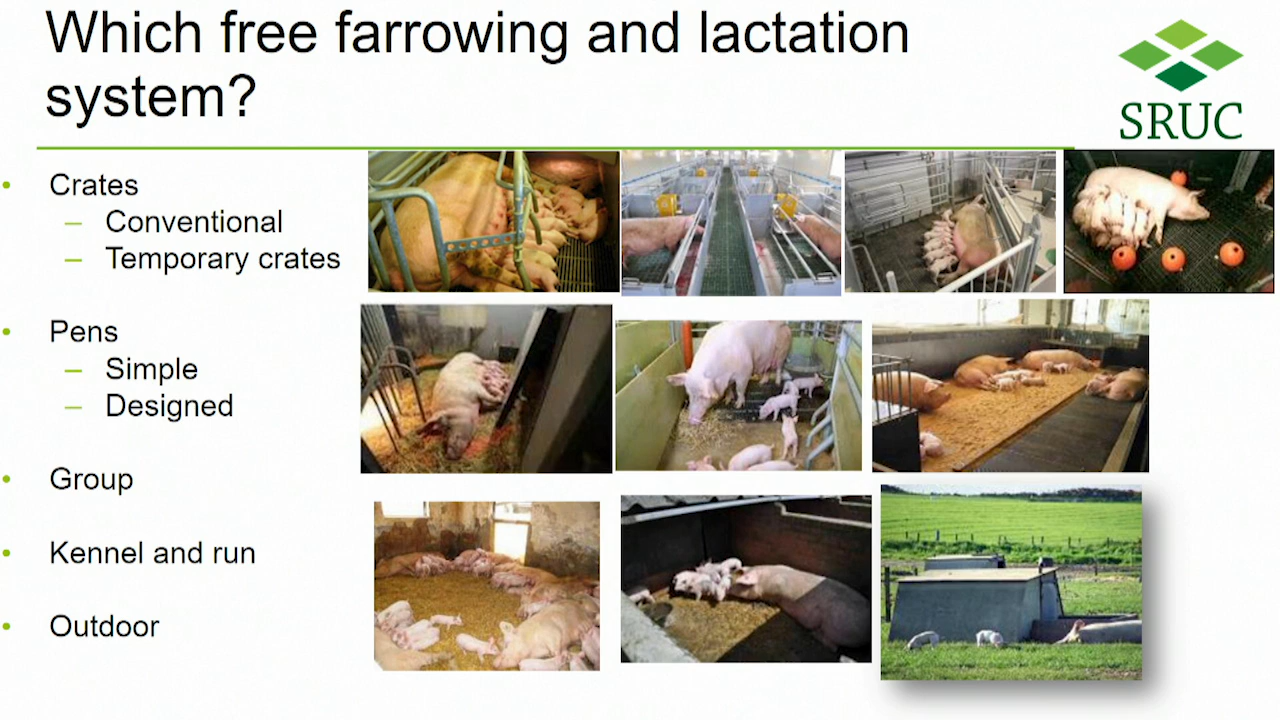 Which free farrowing and lactation
system?
SRUC
• Crates
– Conventional
– Temporary crates
• Pens
– Simple
– Designed
• Group
• Kennel and run
• Outdoor